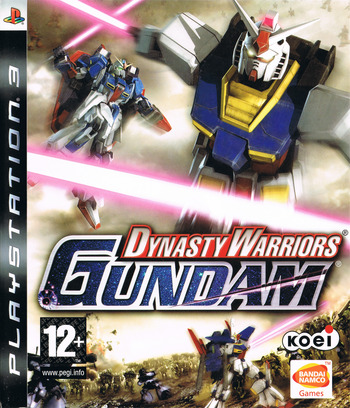 PLAYSTATION 3
DYNASTY WARRIORS®
GUNDAM®
12+
www.pegi.info
KOEI
BANDAI
NAMCO
Games